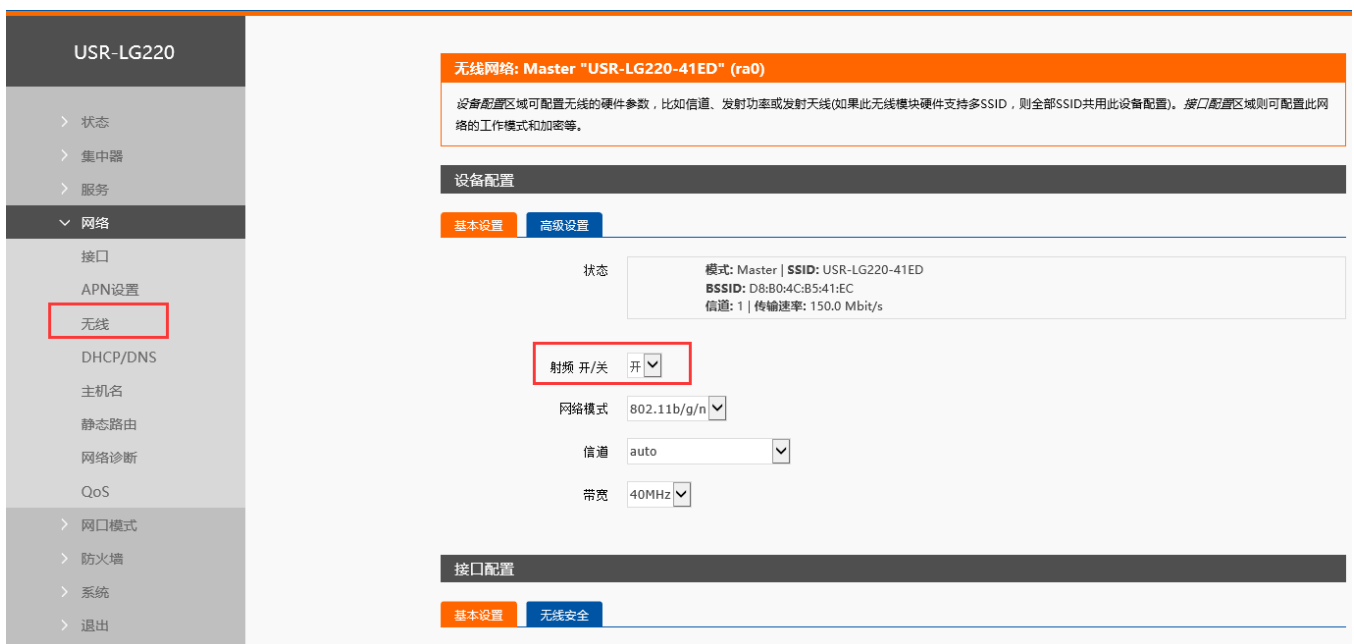 USR-LG220
状态
集中器
服务
网络
接口
APN设置
无线
DHCP/DNS
主机名
静态路由
网络诊断
QoS
网口模式
防火墙
系统
退出
无线网络: Master "USR-LG220-41ED" (ra0)
设备配置区域可配置无线的硬件参数，比如信道、发射功率或发射天线(如果此无线模块硬件支持多SSID，则全部SSID共用此设备配置)。接口配置区域则可配置此网
络的工作模式和加密等。
设备配置
基本设置 高级设置
状态 模式: Master | SSID: USR-LG220-41ED
BSSID: D8:B0:4C:B5:41:EC
信道: 1 | 传输速率: 150.0 Mbit/s
射频 开/关 开
网络模式 802.11b/g/n
信道 auto
带宽 40MHz
接口配置
基本设置 无线安全